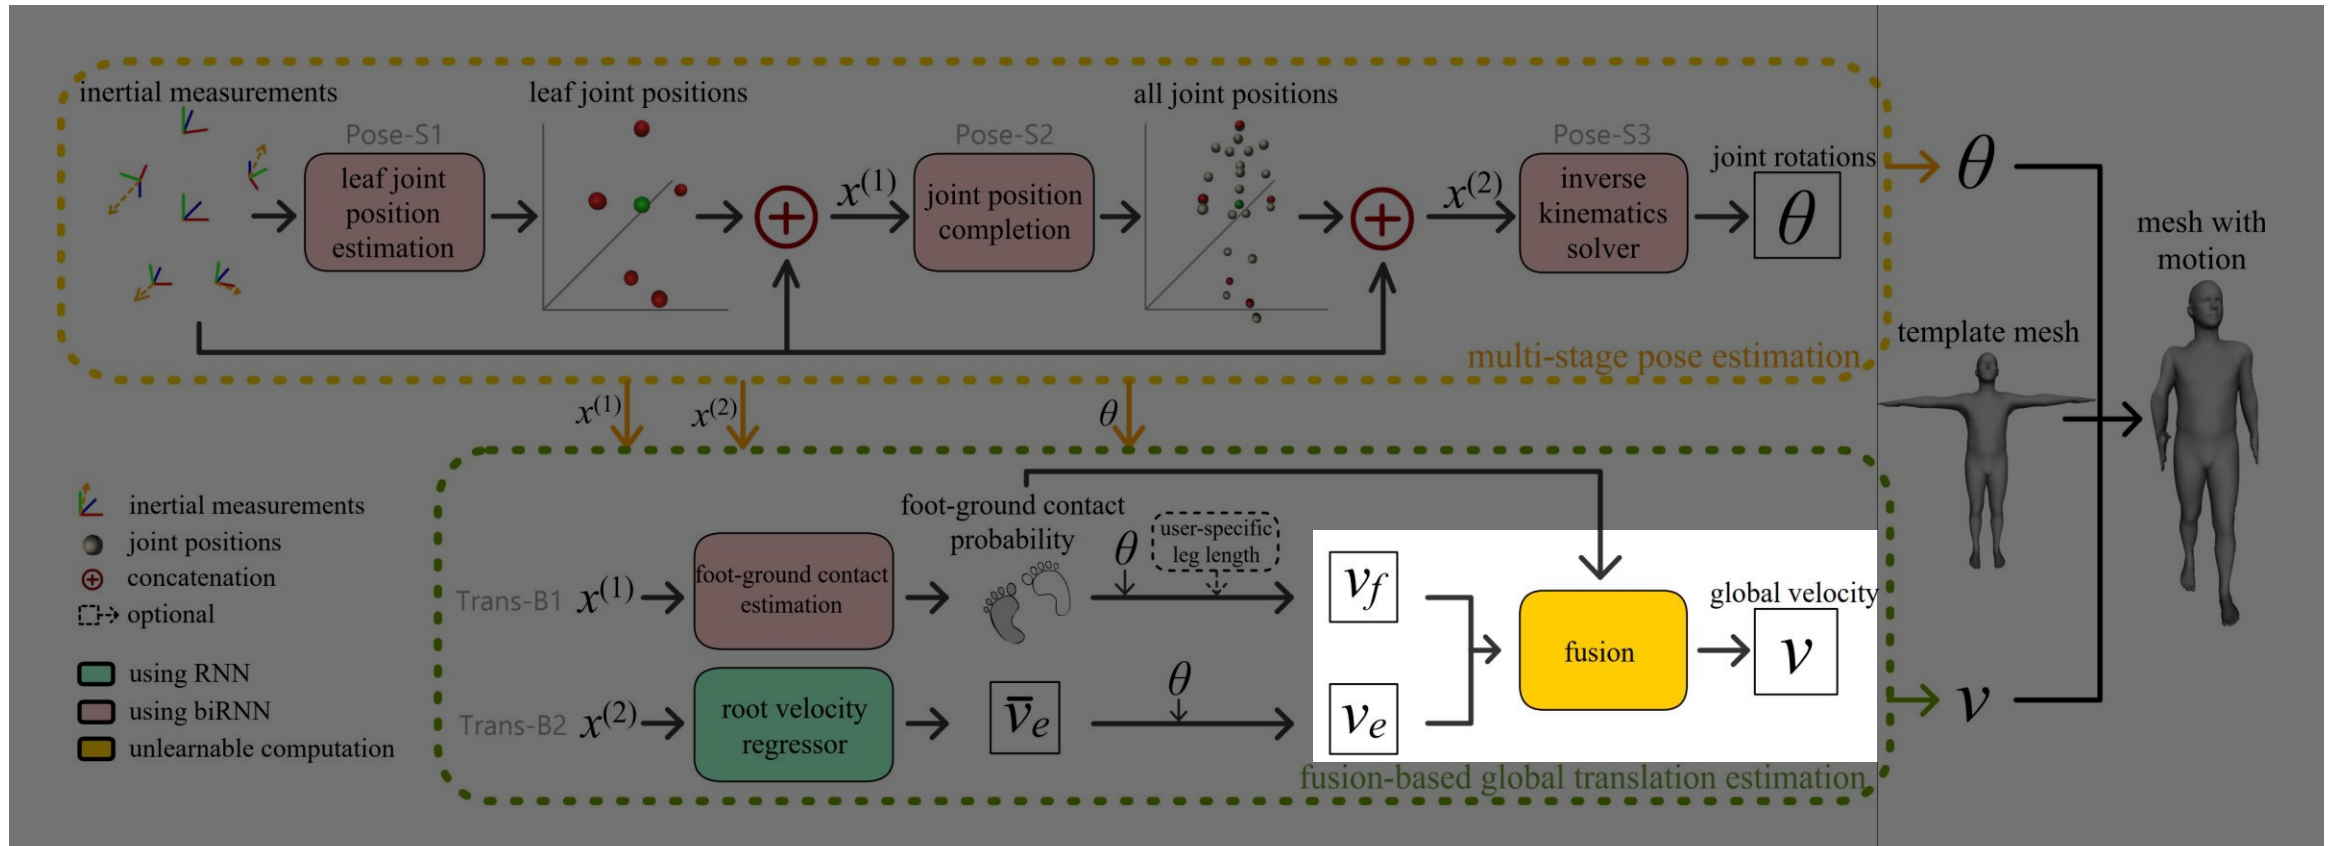 inertial measurements
leaf joint positions
all joint positions
Pose-S1
Pose-S2
Pose-S3
leaf joint
position
estimation
x(1)
joint position
completion
x(2)
inverse
kinematics
solver
joint rotations
θ
θ
mesh with
motion
template mesh
multi-stage pose estimation
x(1)
x(2)
θ
inertial measurements
joint positions
concatenation
optional
using RNN
using biRNN
unlearnable computation
foot-ground contact
probability
θ
user-specific
leg length
Trans-B1 x(1)
foot-ground contact
estimation
vf
fusion
global velocity
v
v
Trans-B2 x(2)
root velocity
regressor
v̄e
θ
ve
fusion-based global translation estimation